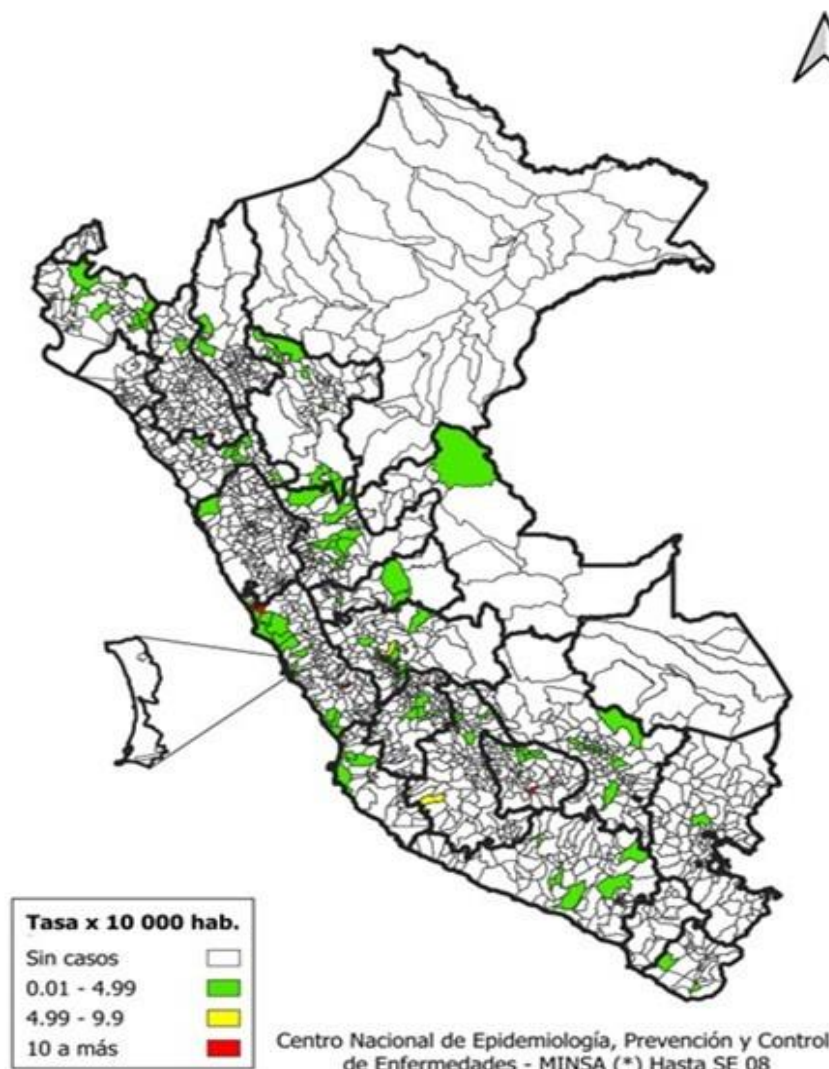 Tasa x 10 000 hab.
Sin casos
0.01 - 4.99
4.99 - 9.9
10 a más
Centro Nacional de Epidemiología, Prevención y Control
de Enfermedades - MINSA (*) Hasta SE 08